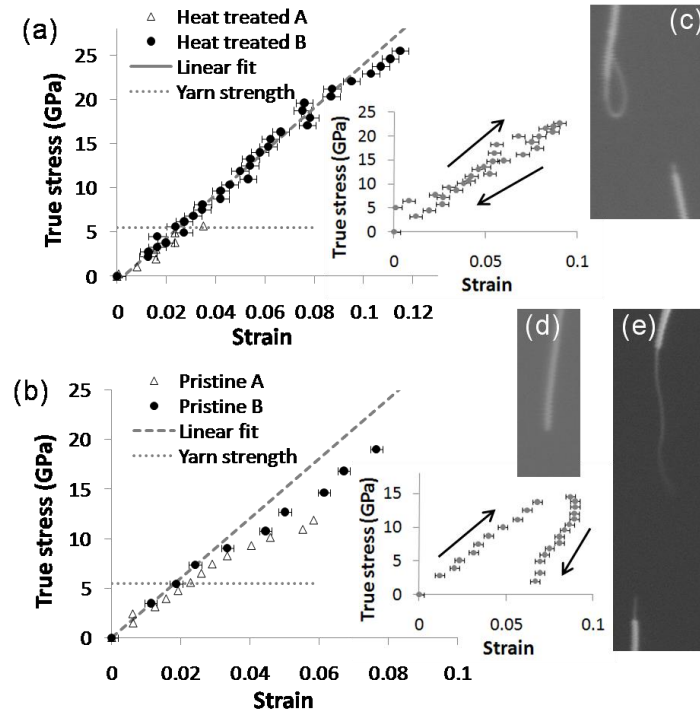 (a)
Heat treated A
Heat treated B
Linear fit
Yarn strength
True stress (GPa)
25
20
15
10
5
0
0 0.02 0.04 0.06 0.08 0.1 0.12
Strain
True stress (GPa)
25
20
15
10
5
0
0 0.05 0.1
Strain
(c)
(d)
(e)
(b)
Pristine A
Pristine B
Linear fit
Yarn strength
True stress (GPa)
25
20
15
10
5
0
0 0.02 0.04 0.06 0.08 0.1
Strain
True stress (GPa)
15
10
5
0
0 0.05 0.1
Strain